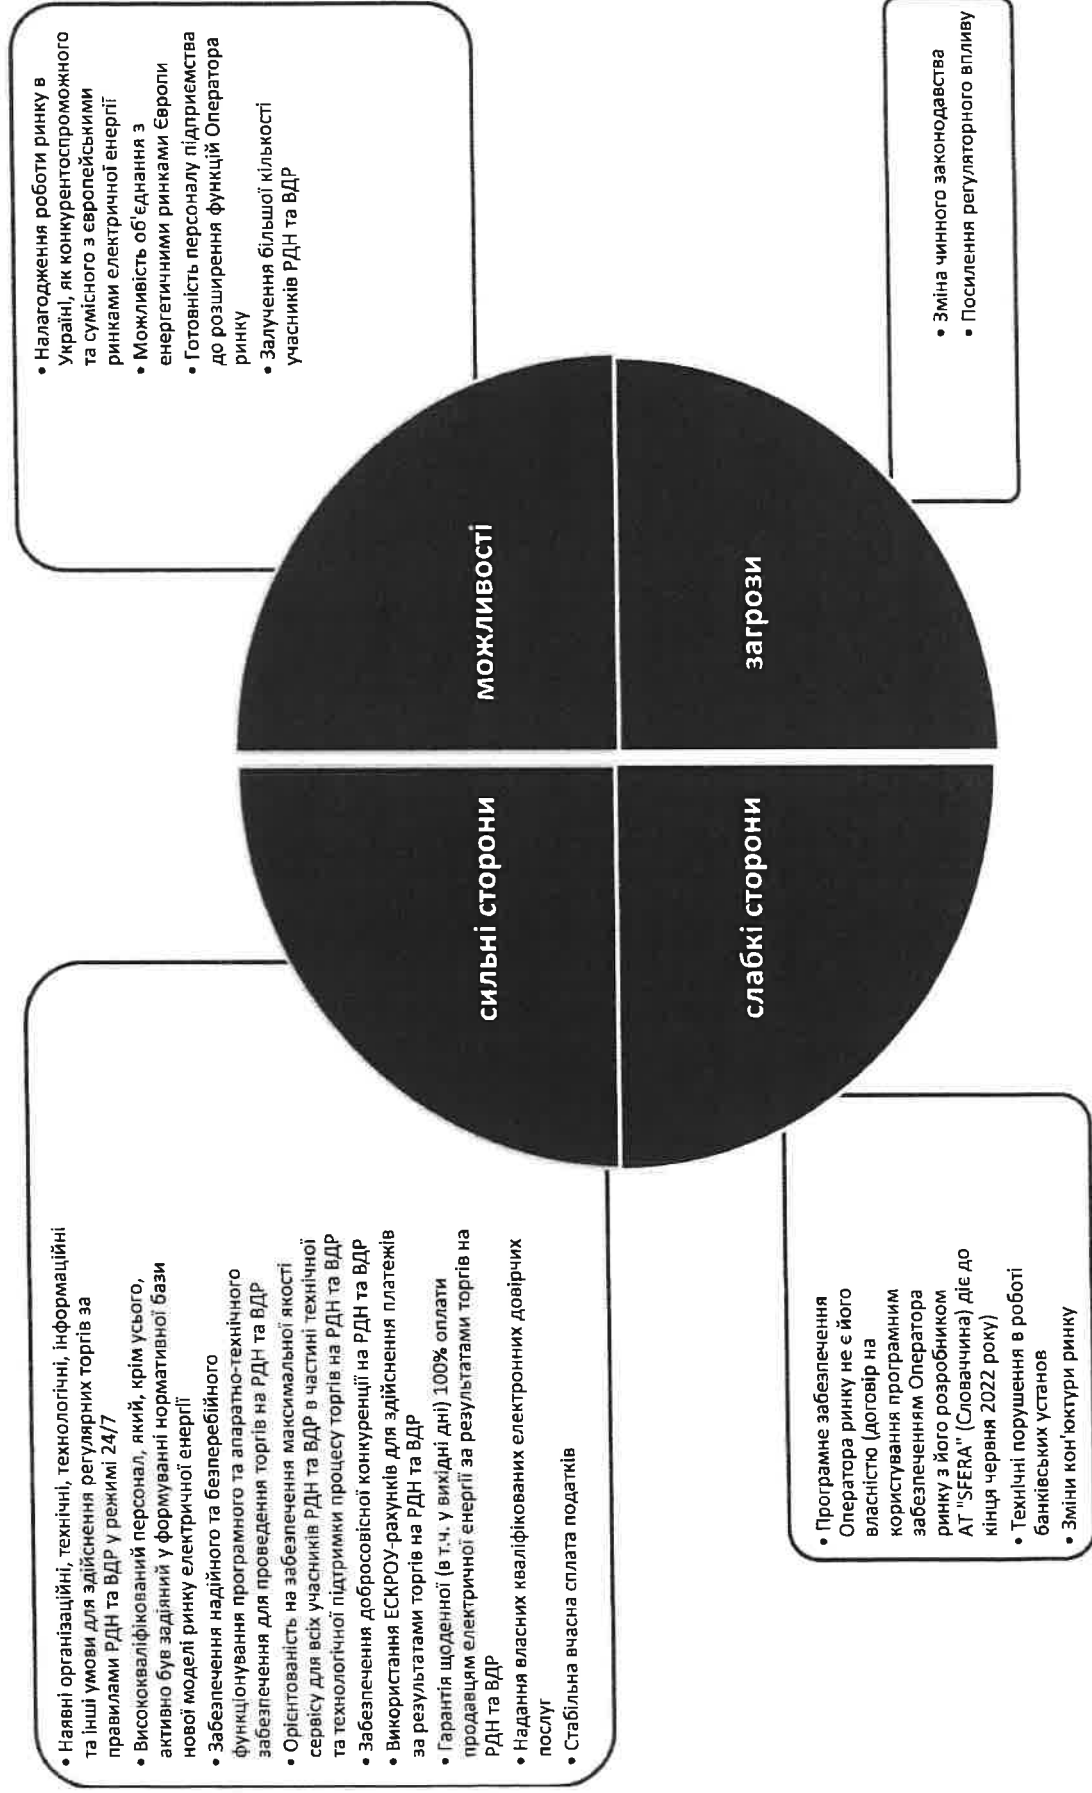 • Наявні організаційні, технічні, технологічні, інформаційні
та інші умови для здійснення регулярних торгів за
правилами РДН та ВДР у режимі 24/7
• Висококваліфікований персонал, який, крім усього,
активно був задіяний у формуванні нормативної бази
нової моделі ринку електричної енергії
• Забезпечення надійного та безперебійного
функціонування програмного та апаратно-технічного
забезпечення для проведення торгів на РДН та ВДР
• Орієнтованість на забезпечення максимальної якості
сервісу для всіх учасників РДН та ВДР в частині технічної
та технологічної підтримки процесу торгів на РДН та ВДР
• Забезпечення добросовісної конкуренції на РДН та ВДР
• Використання ЕСКРОУ-рахунків для здійснення платежів
за результатами торгів на РДН та ВДР
• Гарантія щоденної (в т.ч. у вихідні дні) 100% оплати
продавцям електричної енергії за результатами торгів на
РДН та ВДР
• Надання власних кваліфікованих електронних довірчих
послуг
• Стабільна вчасна сплата податків
• Налагодження роботи ринку в
Україні, як конкурентоспроможного
та сумісного з європейськими
ринками електричної енергії
• Можливість об'єднання з
енергетичними ринками Європи
• Готовність персоналу підприємства
до розширення функцій Оператора
ринку
• Залучення більшої кількості
учасників РДН та ВДР
сильні сторони
можливості
слабкі сторони
загрози
• Програмне забезпечення
Оператора ринку не є його
власністю (договір на
користування програмним
забезпеченням Оператора
ринку з його розробником
АТ "SFERA" (Словаччина) діє до
кінця червня 2022 року)
• Технічні порушення в роботі
банківських установ
• Зміни кон'юктури ринку
• Зміна чинного законодавства
• Посилення регуляторного впливу